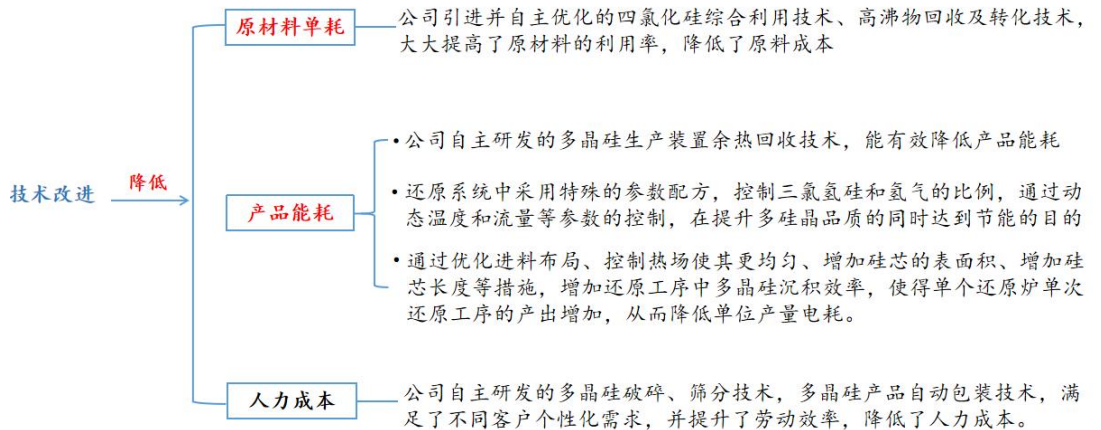 原材料单耗
公司引进并自主优化的四氯化硅综合利用技术、高沸物回收及转化技术，
大大提高了原材料的利用率，降低了原料成本
技术改进
降低
产品能耗
•公司自主研发的多晶硅生产装置余热回收技术，能有效降低产品能耗
•还原系统中采用特殊的参数配方，控制三氯氢硅和氢气的比例，通过动
态温度和流量等参数的控制，在提升多硅晶品质的同时达到节能的目的
•通过优化进料布局、控制热场使其更均匀、增加硅芯的表面积、增加硅
芯长度等措施，增加还原工序中多晶硅沉积效率，使得单个还原炉单次
还原工序的产出增加，从而降低单位产量电耗。
人力成本
公司自主研发的多晶硅破碎、筛分技术，多晶硅产品自动包装技术，满
足了不同客户个性化需求，并提升了劳动效率，降低了人力成本。